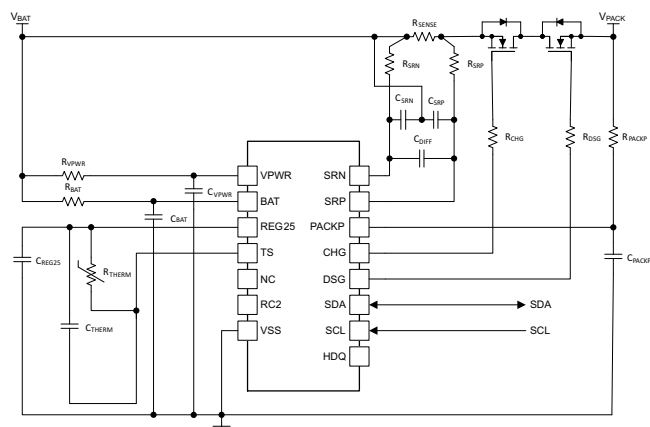 VBAT
RSENSE
VPACK
RSRN
RSRP
CSRN
CSRP
CDIFF
RCHG
RDSG
RPACKP
RVPWR
RBAT
CVPWR
CBAT
CREG25
RTHERM
CTHERM
CPACKP
VPWR
BAT
REG25
TS
NC
RC2
VSS
SRN
SRP
PACKP
CHG
DSG
SDA
SCL
HDQ
SDA
SCL